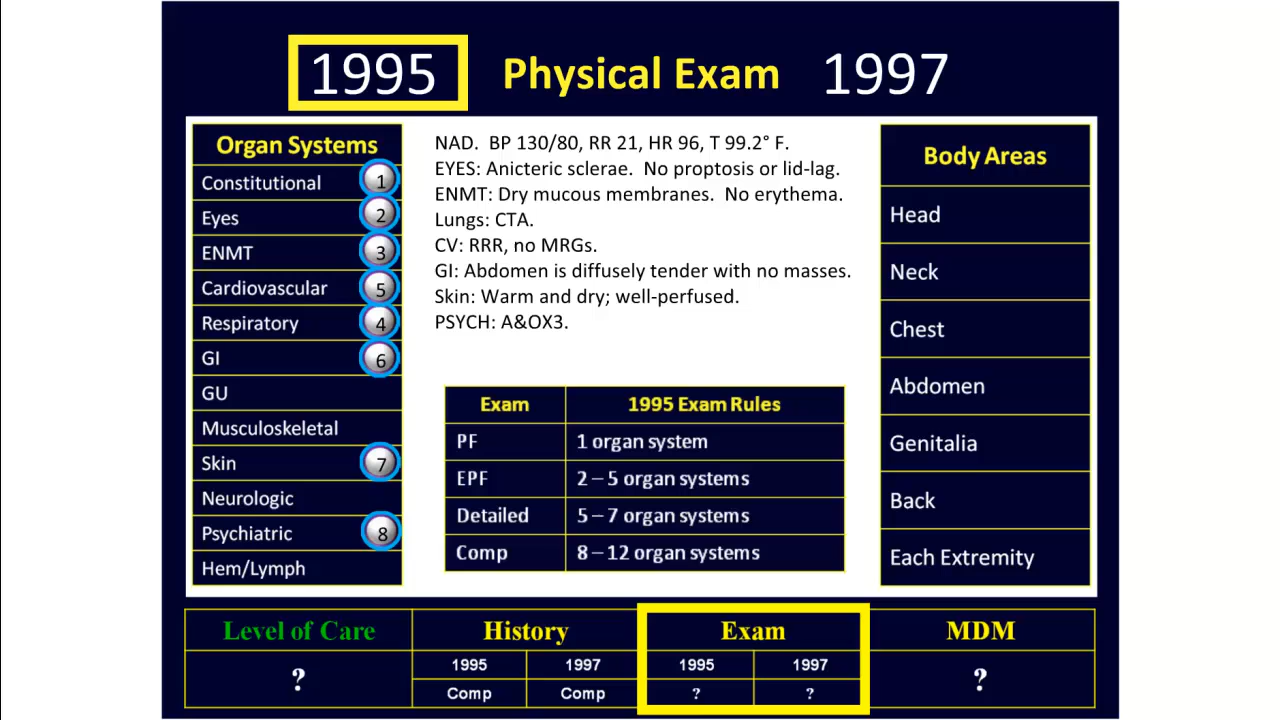 1995 Physical Exam 1997
Organ Systems
Constitutional 1
Eyes 2
ENMT 3
Cardiovascular 5
Respiratory 4
GI 6
GU
Musculoskeletal
Skin 7
Neurologic
Psychiatric 8
Hem/Lymph
NAD. BP 130/80, RR 21, HR 96, T 99.2° F.
EYES: Anicteric sclerae. No proptosis or lid-lag.
ENMT: Dry mucous membranes. No erythema.
Lungs: CTA.
CV: RRR, no MRGs.
GI: Abdomen is diffusely tender with no masses.
Skin: Warm and dry; well-perfused.
PSYCH: A&OX3.
Exam 1995 Exam Rules
PF 1 organ system
EPF 2 – 5 organ systems
Detailed 5 – 7 organ systems
Comp 8 – 12 organ systems
Body Areas
Head
Neck
Chest
Abdomen
Genitalia
Back
Each Extremity
Level of Care History Exam MDM
? 1995 1997 1995 1997 ?
Comp Comp ? ?